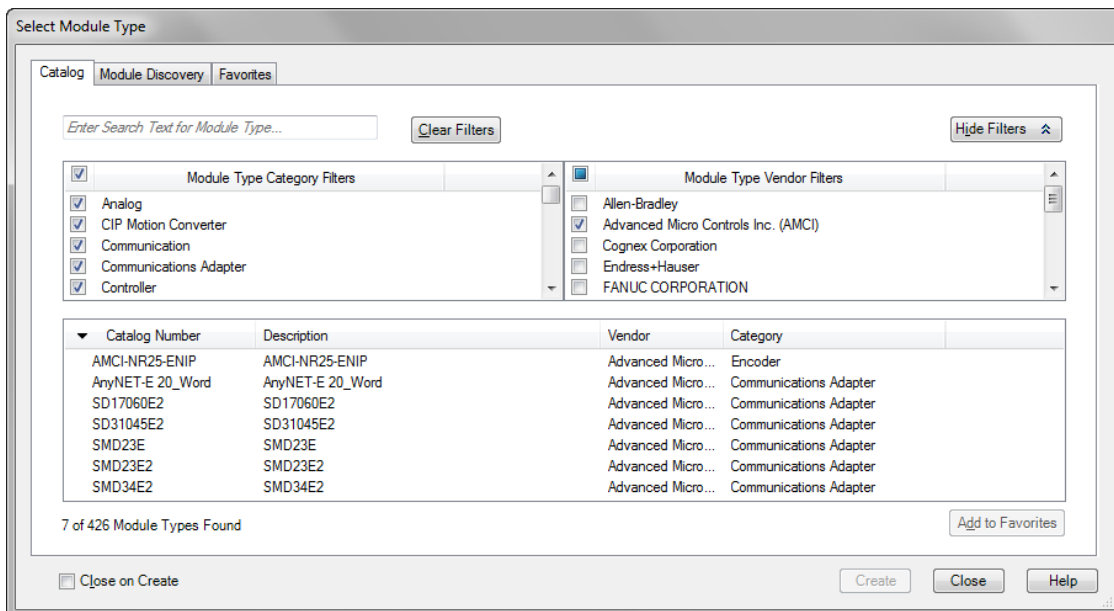 Select Module Type
Catalog Module Discovery Favorites
Enter Search Text for Module Type... Clear Filters Hide Filters
Module Type Category Filters Module Type Vendor Filters
Analog Allen-Bradley
CIP Motion Converter Advanced Micro Controls Inc. (AMCI)
Communication Cognex Corporation
Communications Adapter Endress+Hauser
Controller FANUC CORPORATION
Catalog Number Description Vendor Category
AMCI-NR25-ENIP AMCI-NR25-ENIP Advanced Micro... Encoder
AnyNET-E 20_Word AnyNET-E 20_Word Advanced Micro... Communications Adapter
SD17060E2 SD17060E2 Advanced Micro... Communications Adapter
SD31045E2 SD31045E2 Advanced Micro... Communications Adapter
SMD23E SMD23E Advanced Micro... Communications Adapter
SMD23E2 SMD23E2 Advanced Micro... Communications Adapter
SMD34E2 SMD34E2 Advanced Micro... Communications Adapter
7 of 426 Module Types Found Add to Favorites
Close on Create Create Close Help